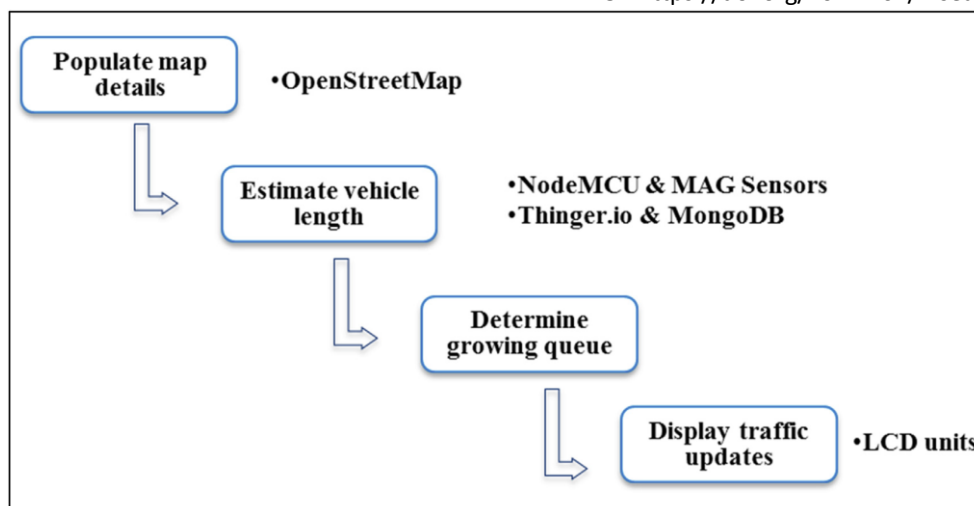 Populate map
details
•OpenStreetMap
Estimate vehicle
length
•NodeMCU & MAG Sensors
•Thinger.io & MongoDB
Determine
growing queue
Display traffic
updates
•LCD units